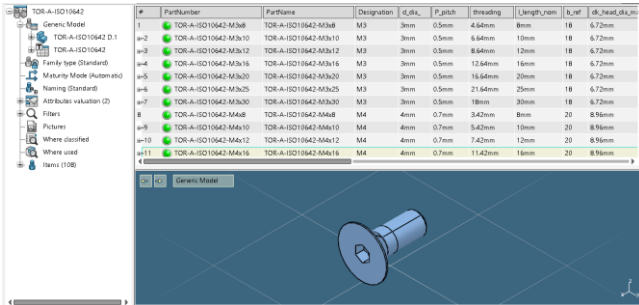 TOR-A-ISO10642
Generic Model
TOR-A-ISO10642 D.1
TOR-A-ISO10642
Family type (Standard)
Maturity Mode (Automatic)
Naming (Standard)
Attributes valuation (2)
Filters
Pictures
Where classified
Where used
Items (108)
# PartNumber PartName Designation d_dia_ P_pitch threading l_length_nom b_ref dk_head_dia_ma
1 TOR-A-ISO10642-M3x8 TOR-A-ISO10642-M3x8 M3 3mm 0.5mm 4.64mm 8mm 18 6.72mm
2 TOR-A-ISO10642-M3x10 TOR-A-ISO10642-M3x10 M3 3mm 0.5mm 6.64mm 10mm 18 6.72mm
3 TOR-A-ISO10642-M3x12 TOR-A-ISO10642-M3x12 M3 3mm 0.5mm 8.64mm 12mm 18 6.72mm
4 TOR-A-ISO10642-M3x16 TOR-A-ISO10642-M3x16 M3 3mm 0.5mm 12.64mm 16mm 18 6.72mm
5 TOR-A-ISO10642-M3x20 TOR-A-ISO10642-M3x20 M3 3mm 0.5mm 16.64mm 20mm 18 6.72mm
6 TOR-A-ISO10642-M3x25 TOR-A-ISO10642-M3x25 M3 3mm 0.5mm 21.64mm 25mm 18 6.72mm
7 TOR-A-ISO10642-M3x30 TOR-A-ISO10642-M3x30 M3 3mm 0.5mm 18mm 30mm 18 6.72mm
8 TOR-A-ISO10642-M4x8 TOR-A-ISO10642-M4x8 M4 4mm 0.7mm 3.42mm 8mm 20 8.96mm
9 TOR-A-ISO10642-M4x10 TOR-A-ISO10642-M4x10 M4 4mm 0.7mm 5.42mm 10mm 20 8.96mm
10 TOR-A-ISO10642-M4x12 TOR-A-ISO10642-M4x12 M4 4mm 0.7mm 7.42mm 12mm 20 8.96mm
11 TOR-A-ISO10642-M4x16 TOR-A-ISO10642-M4x16 M4 4mm 0.7mm 11.42mm 16mm 20 8.96mm
Generic Model